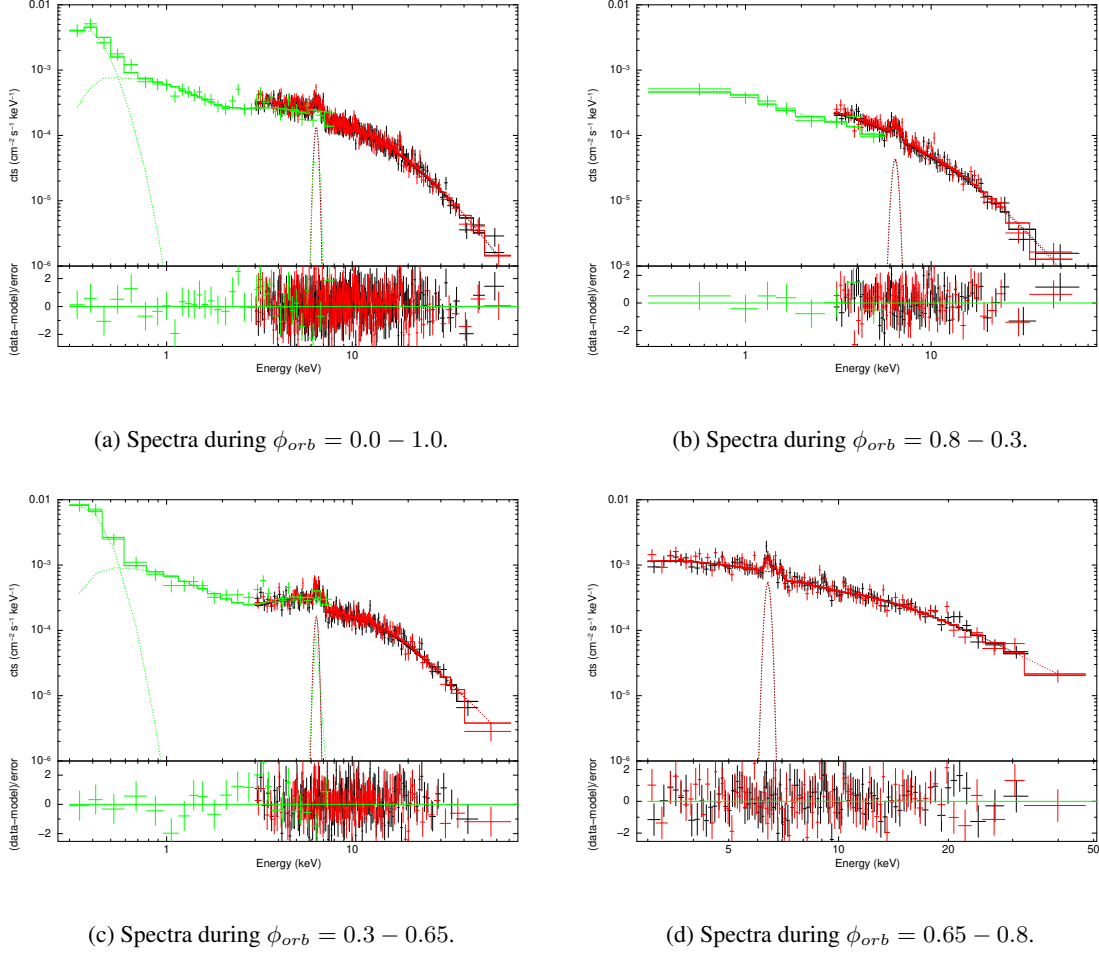 0.01
10⁻³
10⁻⁴
10⁻⁵
10⁻⁶
cts (cm⁻² s⁻¹ keV⁻¹)
2
0
−2
(data−model)/error
1 10
Energy (keV)
(a) Spectra during ϕorb = 0.0 − 1.0.
0.01
10⁻³
10⁻⁴
10⁻⁵
10⁻⁶
cts (cm⁻² s⁻¹ keV⁻¹)
2
0
−2
(data−model)/error
1 10
Energy (keV)
(b) Spectra during ϕorb = 0.8 − 0.3.
0.01
10⁻³
10⁻⁴
10⁻⁵
10⁻⁶
cts (cm⁻² s⁻¹ keV⁻¹)
2
0
−2
(data−model)/error
1 10
Energy (keV)
(c) Spectra during ϕorb = 0.3 − 0.65.
0.01
10⁻³
10⁻⁴
10⁻⁵
10⁻⁶
cts (cm⁻² s⁻¹ keV⁻¹)
2
0
−2
(data−model)/error
5 10 20 50
Energy (keV)
(d) Spectra during ϕorb = 0.65 − 0.8.